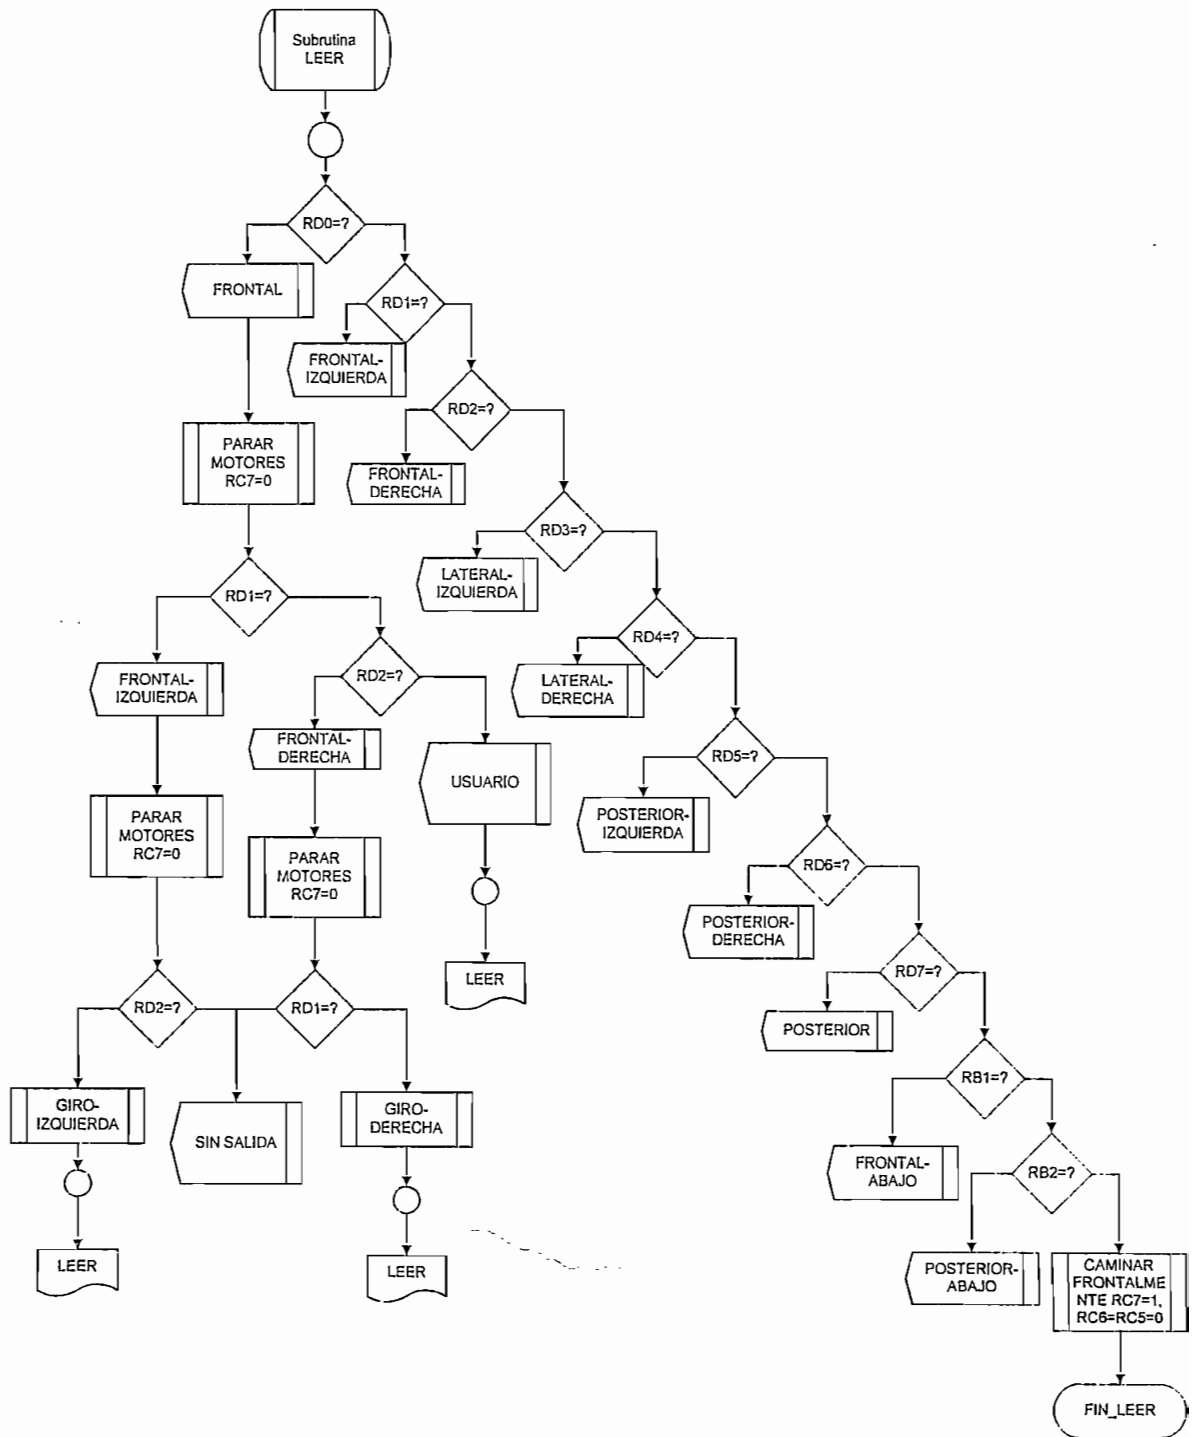 Subrutina
LEER
RD0=?
FRONTAL
RD1=?
FRONTAL-
IZQUIERDA
RD2=?
FRONTAL-
DERECHA
PARAR
MOTORES
RC7=0
RD3=?
LATERAL-
IZQUIERDA
RD1=?
RD4=?
LATERAL-
DERECHA
FRONTAL-
IZQUIERDA
RD2=?
FRONTAL-
DERECHA
USUARIO
RD5=?
POSTERIOR-
IZQUIERDA
PARAR
MOTORES
RC7=0
PARAR
MOTORES
RC7=0
RD6=?
POSTERIOR-
DERECHA
LEER
RD7=?
POSTERIOR
RD2=?
RD1=?
RB1=?
FRONTAL-
ABAJO
GIRO-
IZQUIERDA
SIN SALIDA
GIRO-
DERECHA
RB2=?
POSTERIOR-
ABAJO
LEER
LEER
CAMINAR
FRONTALME
NTE RC7=1,
RC6=RC5=0
FIN_LEER